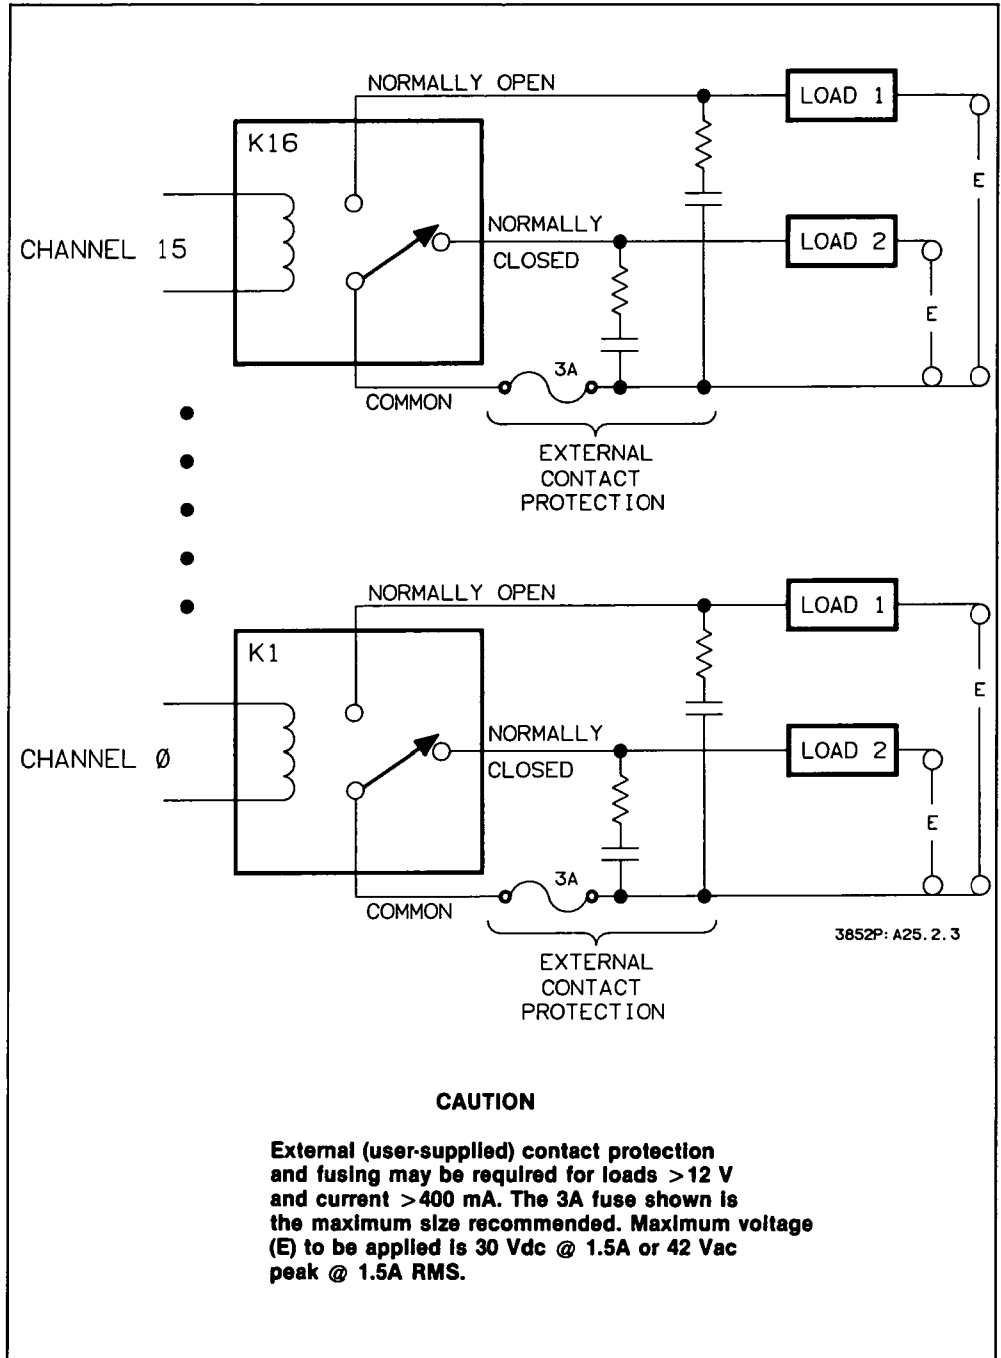 NORMALLY OPEN
LOAD 1
K16
E
NORMALLY
CLOSED
LOAD 2
CHANNEL 15
E
3A
COMMON
EXTERNAL
CONTACT
PROTECTION
NORMALLY OPEN
LOAD 1
K1
E
NORMALLY
CLOSED
LOAD 2
CHANNEL Ø
E
3A
COMMON
3852P: A25.2.3
EXTERNAL
CONTACT
PROTECTION
CAUTION
External (user-supplied) contact protection
and fusing may be required for loads >12 V
and current >400 mA. The 3A fuse shown is
the maximum size recommended. Maximum voltage
(E) to be applied is 30 Vdc @ 1.5A or 42 Vac
peak @ 1.5A RMS.